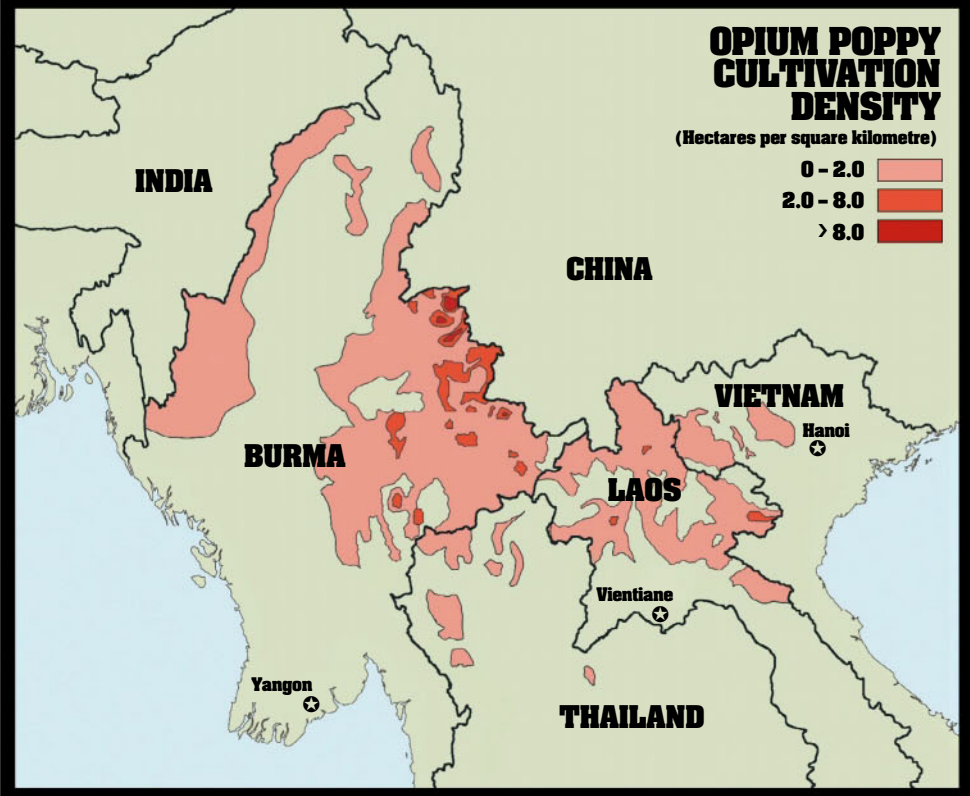 OPIUM POPPY
CULTIVATION
DENSITY
(Hectares per square kilometre)
0 – 2.0
2.0 – 8.0
> 8.0
INDIA
CHINA
VIETNAM
Hanoi
BURMA
LAOS
Vientiane
Yangon
THAILAND